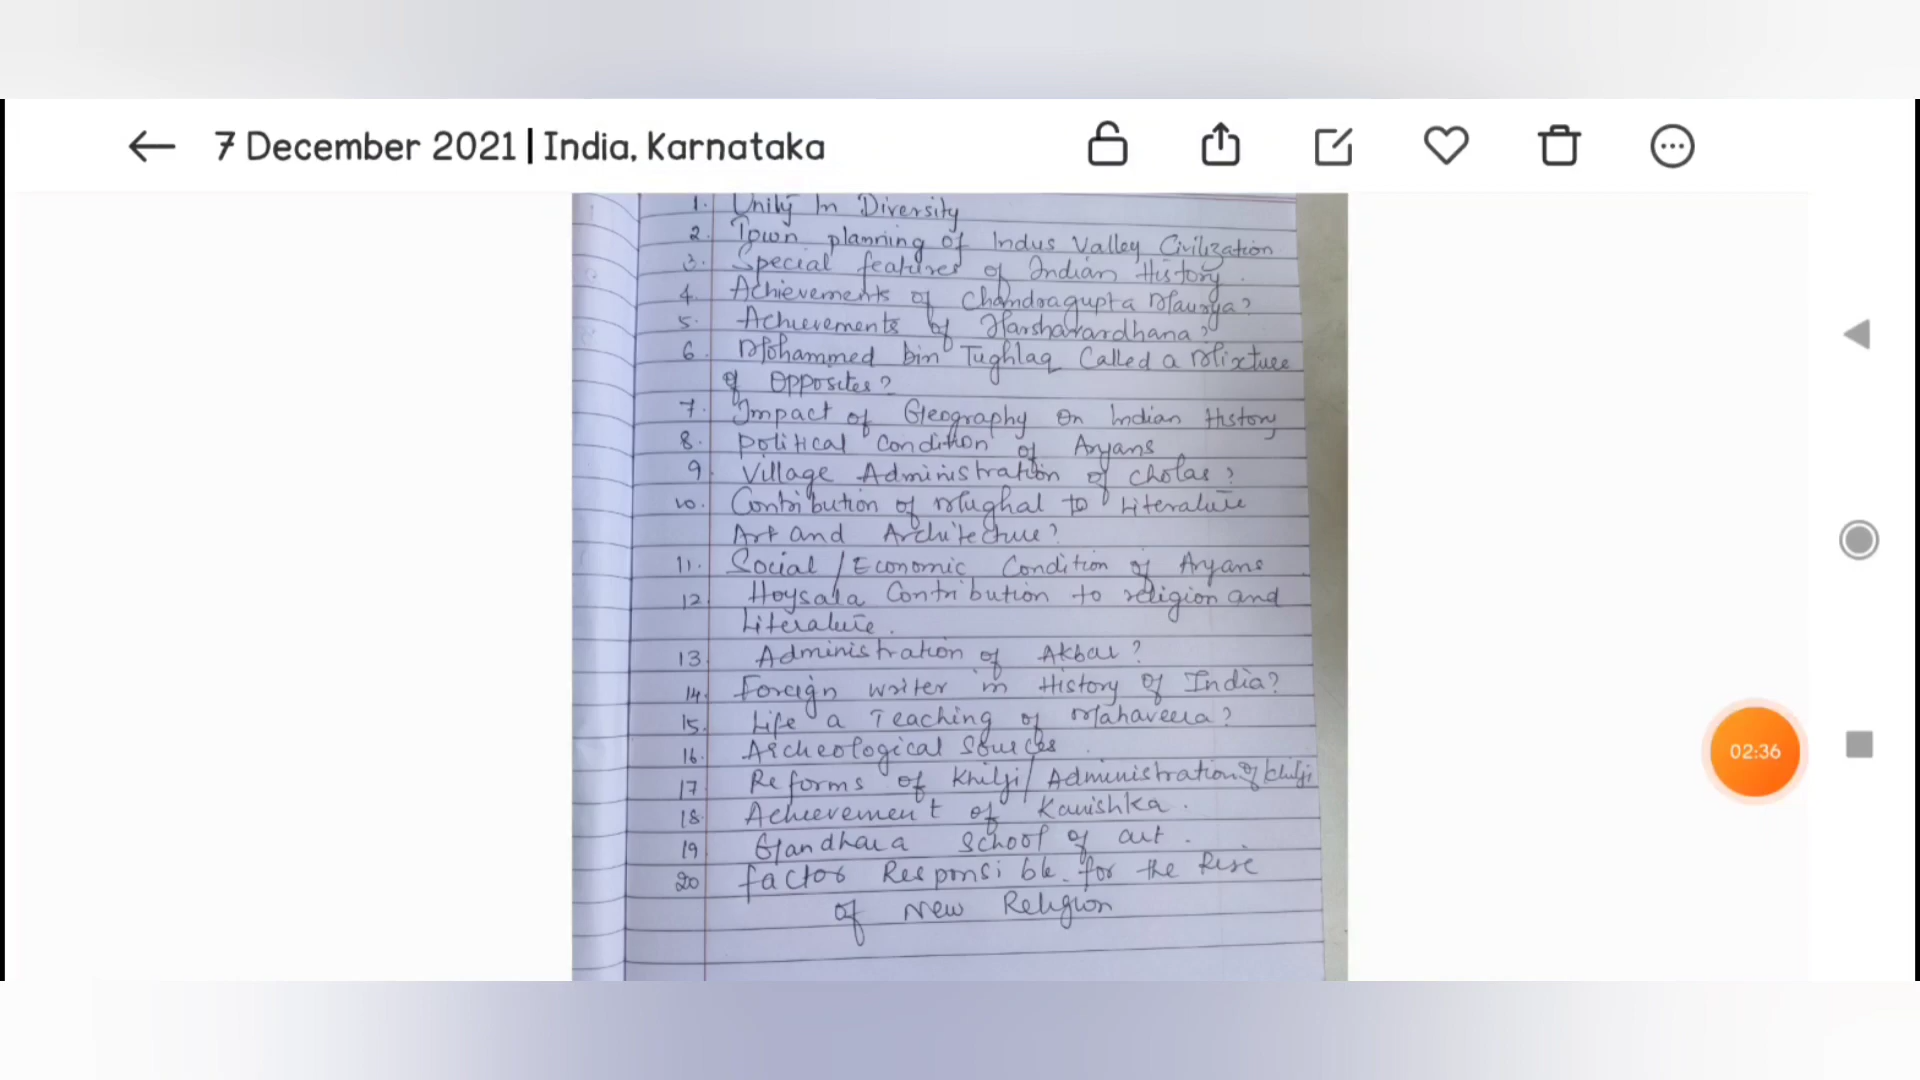 7 December 2021 | India, Karnataka
1. Unity In Diversity
2. Town planning of Indus Valley Civilization
3. Special features of Indian History.
4. Achievements of Chandragupta Maurya?
5. Achievements of Harshavardhana?
6. Mohammed bin Tughlaq Called a Mixture
of Opposites?
7. Impact of Geography On Indian History
8. Political Condition of Aryans
9. Village Administration of Cholas?
10. Contribution of Mughal to Literature
Art and Architecture?
11. Social / Economic Condition of Aryans
12. Hoysala Contribution to religion and
Literature.
13. Administration of Akbar?
14. Foreign writer in History of India?
15. Life a Teaching of Mahaveera?
16. Archeological Sources.
17. Reforms of Khilji / Administration of khilji
18. Achievement of Kanishka.
19 Gandhara School of art.
20 factor Responsible for the Rise
of New Religion
02:36